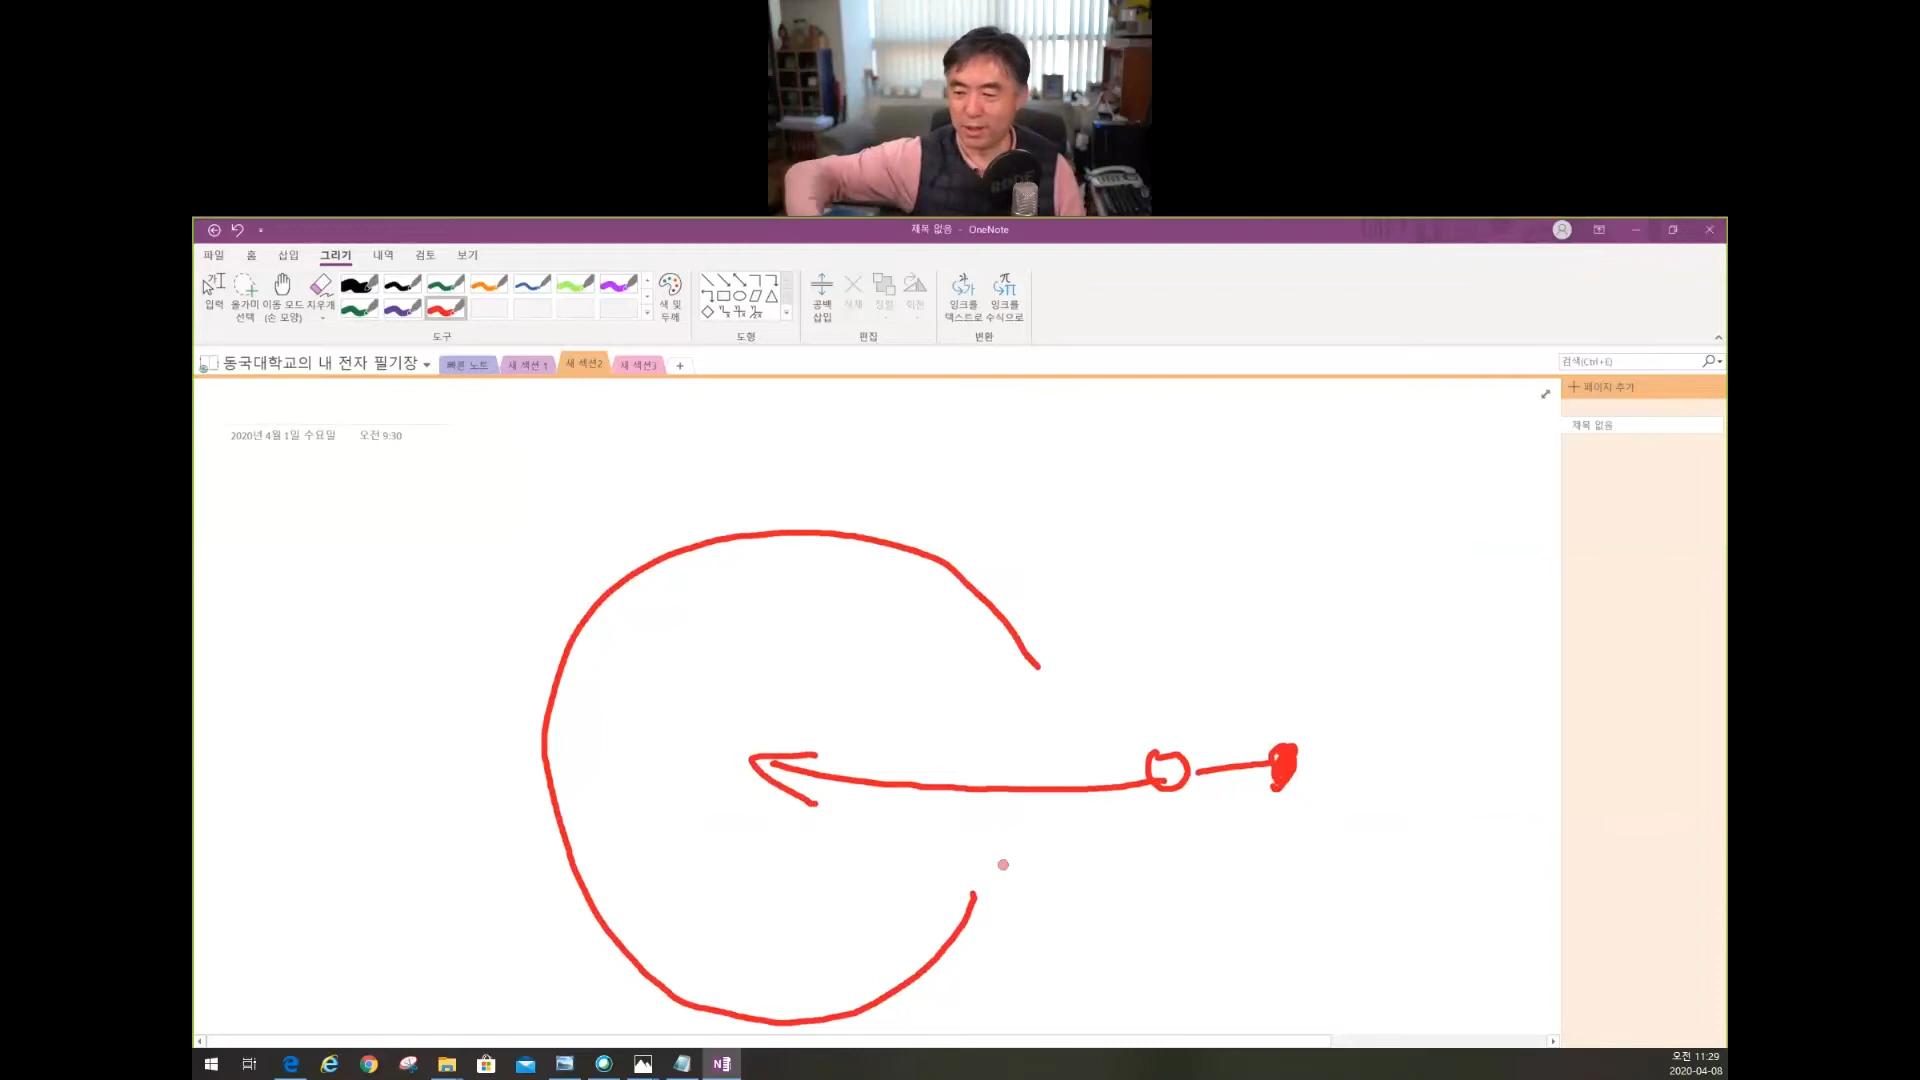 RODE
제목 없음 - OneNote
파일 홈 삽입 그리기 내역 검토 보기
입력 올가미 선택 이동 모드 (손 모양) 지우개 색 및 두께 공백 삽입 삭제 정렬 회전 잉크를 텍스트로 잉크를 수식으로
도구 도형 편집 변환
동국대학교의 내 전자 필기장 빠른 노트 새 섹션 1 새 섹션2 새 섹션3 +
검색(Ctrl+E)
페이지 추가
제목 없음
2020년 4월 1일 수요일 오전 9:30
오전 11:29
2020-04-08